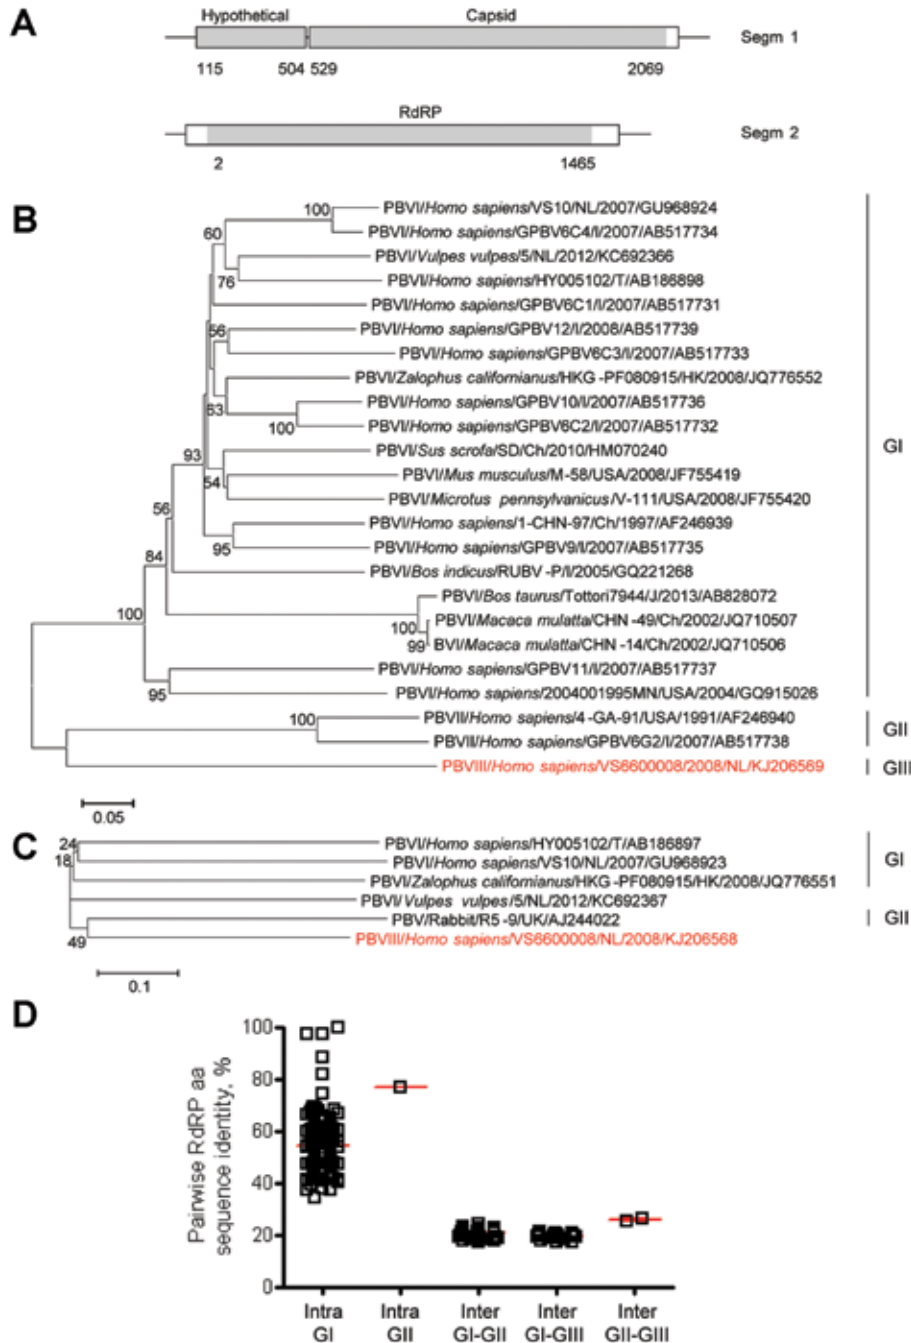 A
Hypothetical Capsid
Segm 1
115 504 529 2069
RdRP
Segm 2
2 1465
B
100 PBVI/Homo sapiens/VS10/NL/2007/GU968924
60 PBVI/Homo sapiens/GPBV6C4/I/2007/AB517734
PBVI/Vulpes vulpes/5/NL/2012/KC692366
76 PBVI/Homo sapiens/HY005102/T/AB186898
PBVI/Homo sapiens/GPBV6C1/I/2007/AB517731
56 PBVI/Homo sapiens/GPBV12/I/2008/AB517739
PBVI/Homo sapiens/GPBV6C3/I/2007/AB517733
PBVI/Zalophus californianus/HKG-PF080915/HK/2008/JQ776552
63 PBVI/Homo sapiens/GPBV10/I/2007/AB517736
100 PBVI/Homo sapiens/GPBV6C2/I/2007/AB517732
GI
93 PBVI/Sus scrofa/SD/Ch/2010/HM070240
PBVI/Mus musculus/M-58/USA/2008/JF755419
54 PBVI/Microtus pennsylvanicus/V-111/USA/2008/JF755420
56 PBVI/Homo sapiens/1-CHN-97/Ch/1997/AF246939
95 PBVI/Homo sapiens/GPBV9/I/2007/AB517735
84 PBVI/Bos indicus/RUBV-P/I/2005/GQ221268
PBVI/Bos taurus/Tottori7944/J/2013/AB828072
100 100 PBVI/Macaca mulatta/CHN-49/Ch/2002/JQ710507
99 BVI/Macaca mulatta/CHN-14/Ch/2002/JQ710506
PBVI/Homo sapiens/GPBV11/I/2007/AB517737
95 PBVI/Homo sapiens/2004001995MN/USA/2004/GQ915026
100 PBVII/Homo sapiens/4-GA-91/USA/1991/AF246940
GII
PBVII/Homo sapiens/GPBV6G2/I/2007/AB517738
PBVIII/Homo sapiens/VS6600008/2008/NL/KJ206569 GIII
0.05
C
24 PBVI/Homo sapiens/HY005102/T/AB186897
18 PBVI/Homo sapiens/VS10/NL/2007/GU968923 GI
PBVI/Zalophus californianus/HKG-PF080915/HK/2008/JQ776551
PBVI/Vulpes vulpes/5/NL/2012/KC692367
PBV/Rabbit/R5-9/UK/AJ244022 GII
49 PBVIII/Homo sapiens/VS6600008/NL/2008/KJ206568
0.1
D
Pairwise RdRP aa
sequence identity, %
100
80
60
40
20
0
Intra Intra Inter Inter Inter
GI GII GI-GII GI-GIII GII-GIII